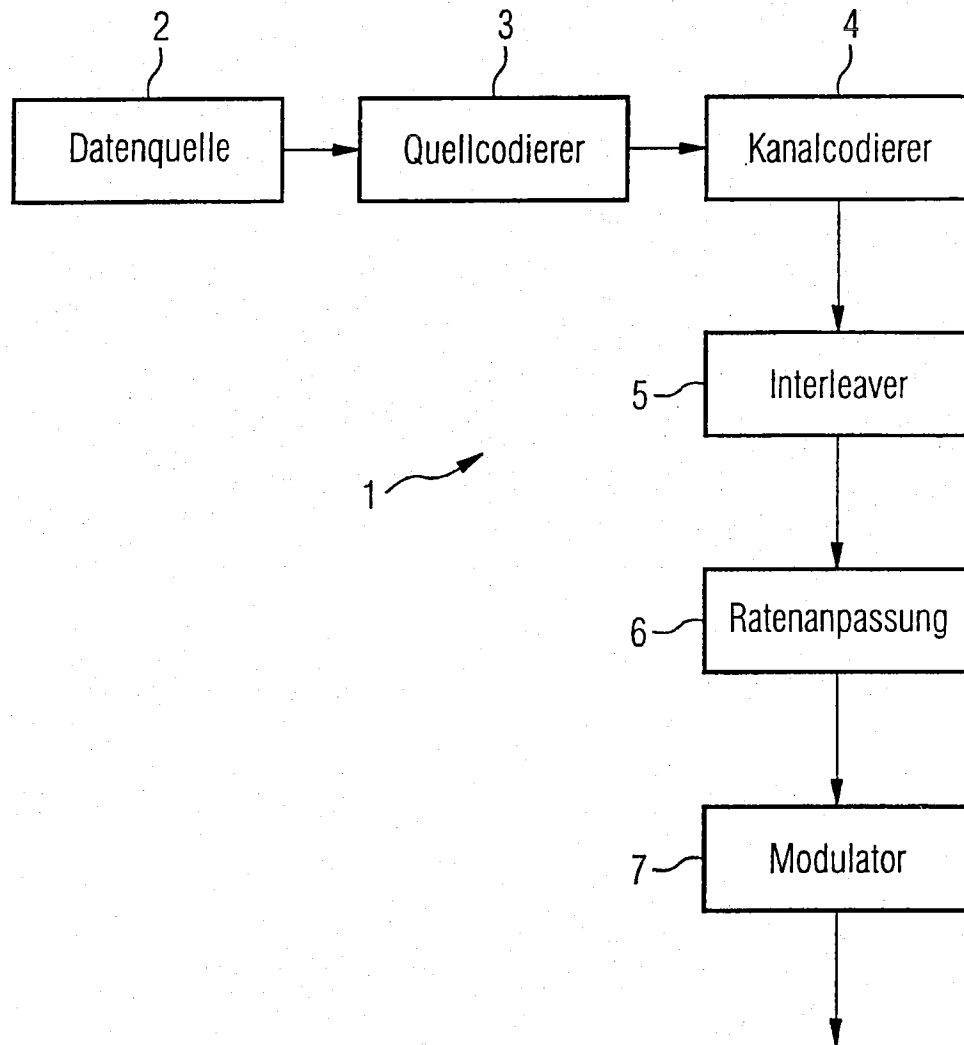 2
3
4
Datenquelle
Quellcodierer
Kanalcodierer
5
Interleaver
1
6
Ratenanpassung
7
Modulator